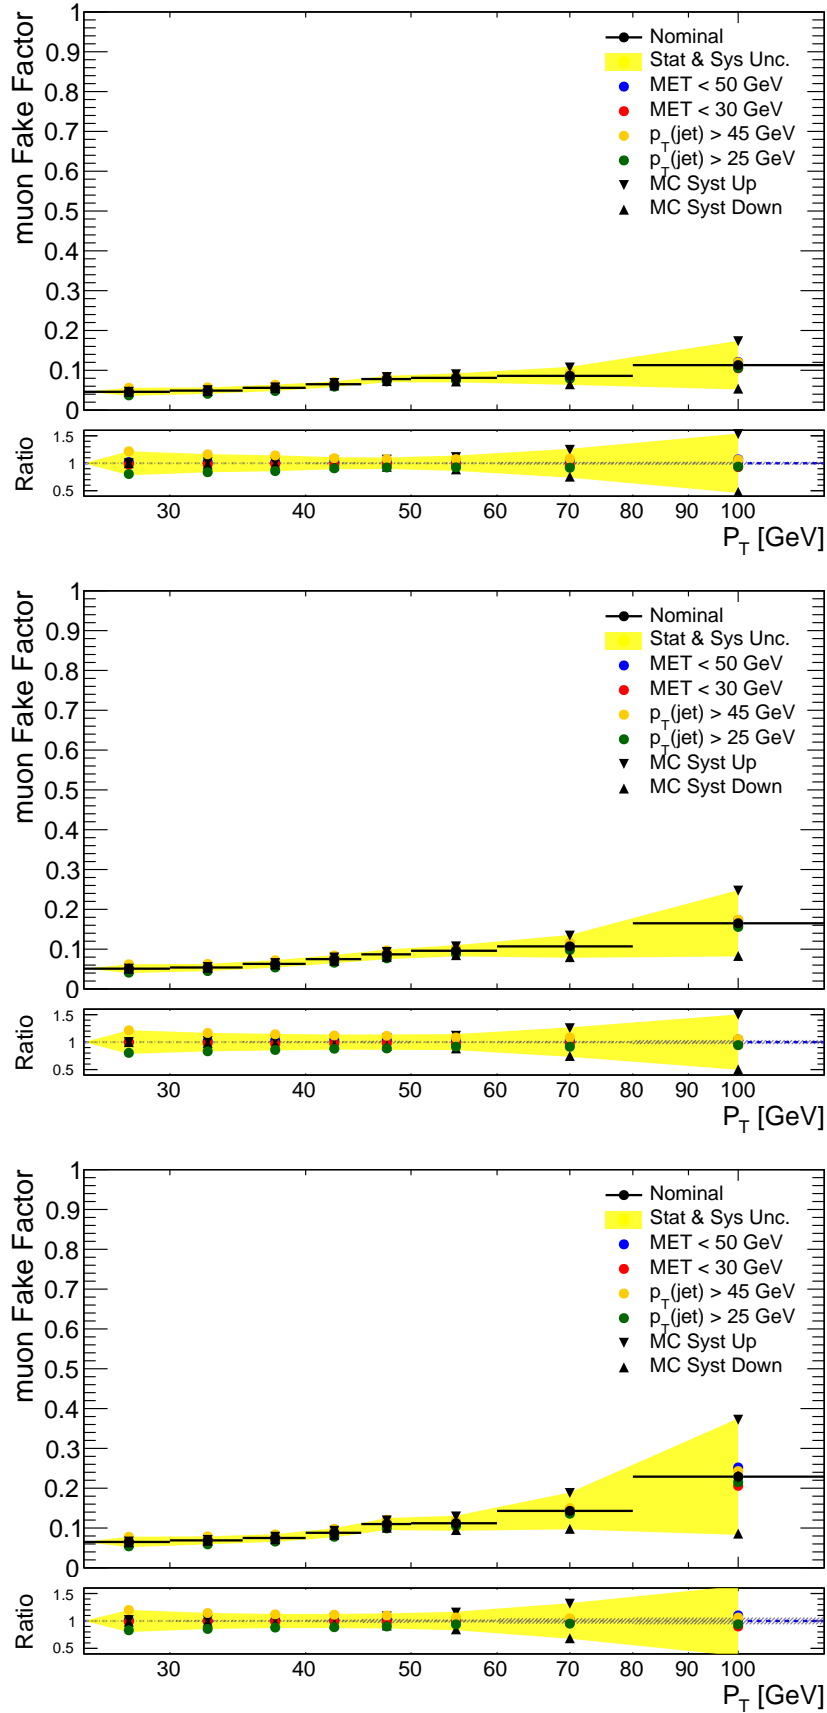 muon Fake Factor
1
0.9
0.8
0.7
0.6
0.5
0.4
0.3
0.2
0.1
0
Nominal
Stat & Sys Unc.
MET < 50 GeV
MET < 30 GeV
p_T(jet) > 45 GeV
p_T(jet) > 25 GeV
MC Syst Up
MC Syst Down
Ratio
1.5
1
0.5
30 40 50 60 70 80 90 100
P_T [GeV]
muon Fake Factor
1
0.9
0.8
0.7
0.6
0.5
0.4
0.3
0.2
0.1
0
Nominal
Stat & Sys Unc.
MET < 50 GeV
MET < 30 GeV
p_T(jet) > 45 GeV
p_T(jet) > 25 GeV
MC Syst Up
MC Syst Down
Ratio
1.5
1
0.5
30 40 50 60 70 80 90 100
P_T [GeV]
muon Fake Factor
1
0.9
0.8
0.7
0.6
0.5
0.4
0.3
0.2
0.1
0
Nominal
Stat & Sys Unc.
MET < 50 GeV
MET < 30 GeV
p_T(jet) > 45 GeV
p_T(jet) > 25 GeV
MC Syst Up
MC Syst Down
Ratio
1.5
1
0.5
30 40 50 60 70 80 90 100
P_T [GeV]